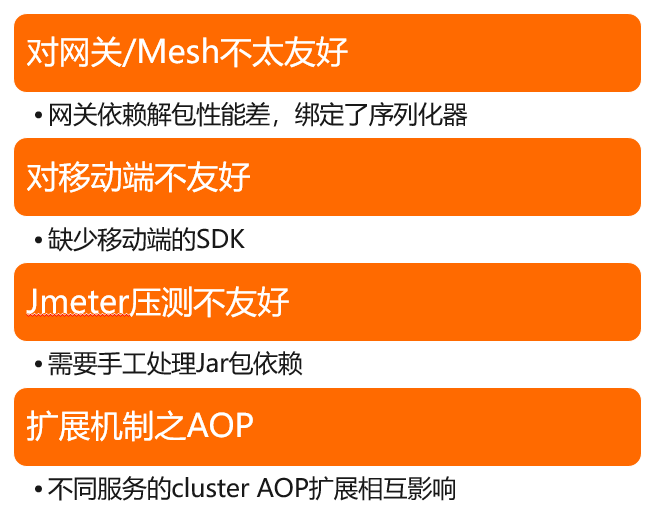 对网关/Mesh不太友好
• 网关依赖解包性能差，绑定了序列化器
对移动端不友好
• 缺少移动端的SDK
Jmeter压测不友好
• 需要手工处理Jar包依赖
扩展机制之AOP
• 不同服务的cluster AOP扩展相互影响